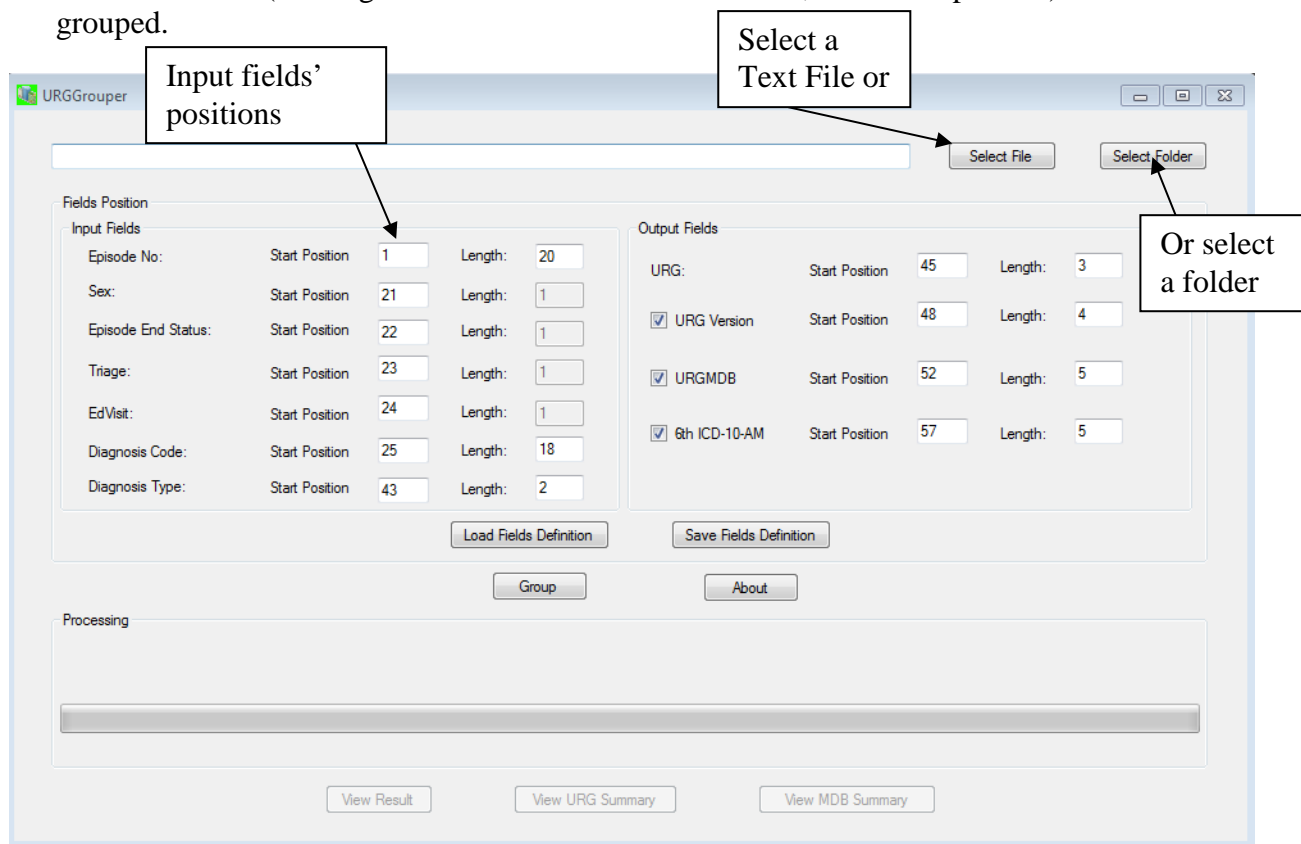 grouped.
Input fields'
positions
Select a
Text File or
URGGrouper
Select File
Select Folder
Or select
a folder
Fields Position
Input Fields
Episode No: Start Position 1 Length: 20
Sex: Start Position 21 Length: 1
Episode End Status: Start Position 22 Length: 1
Triage: Start Position 23 Length: 1
EdVisit: Start Position 24 Length: 1
Diagnosis Code: Start Position 25 Length: 18
Diagnosis Type: Start Position 43 Length: 2
Output Fields
URG: Start Position 45 Length: 3
URG Version Start Position 48 Length: 4
URGMDB Start Position 52 Length: 5
6th ICD-10-AM Start Position 57 Length: 5
Load Fields Definition
Save Fields Definition
Group
About
Processing
View Result
View URG Summary
View MDB Summary